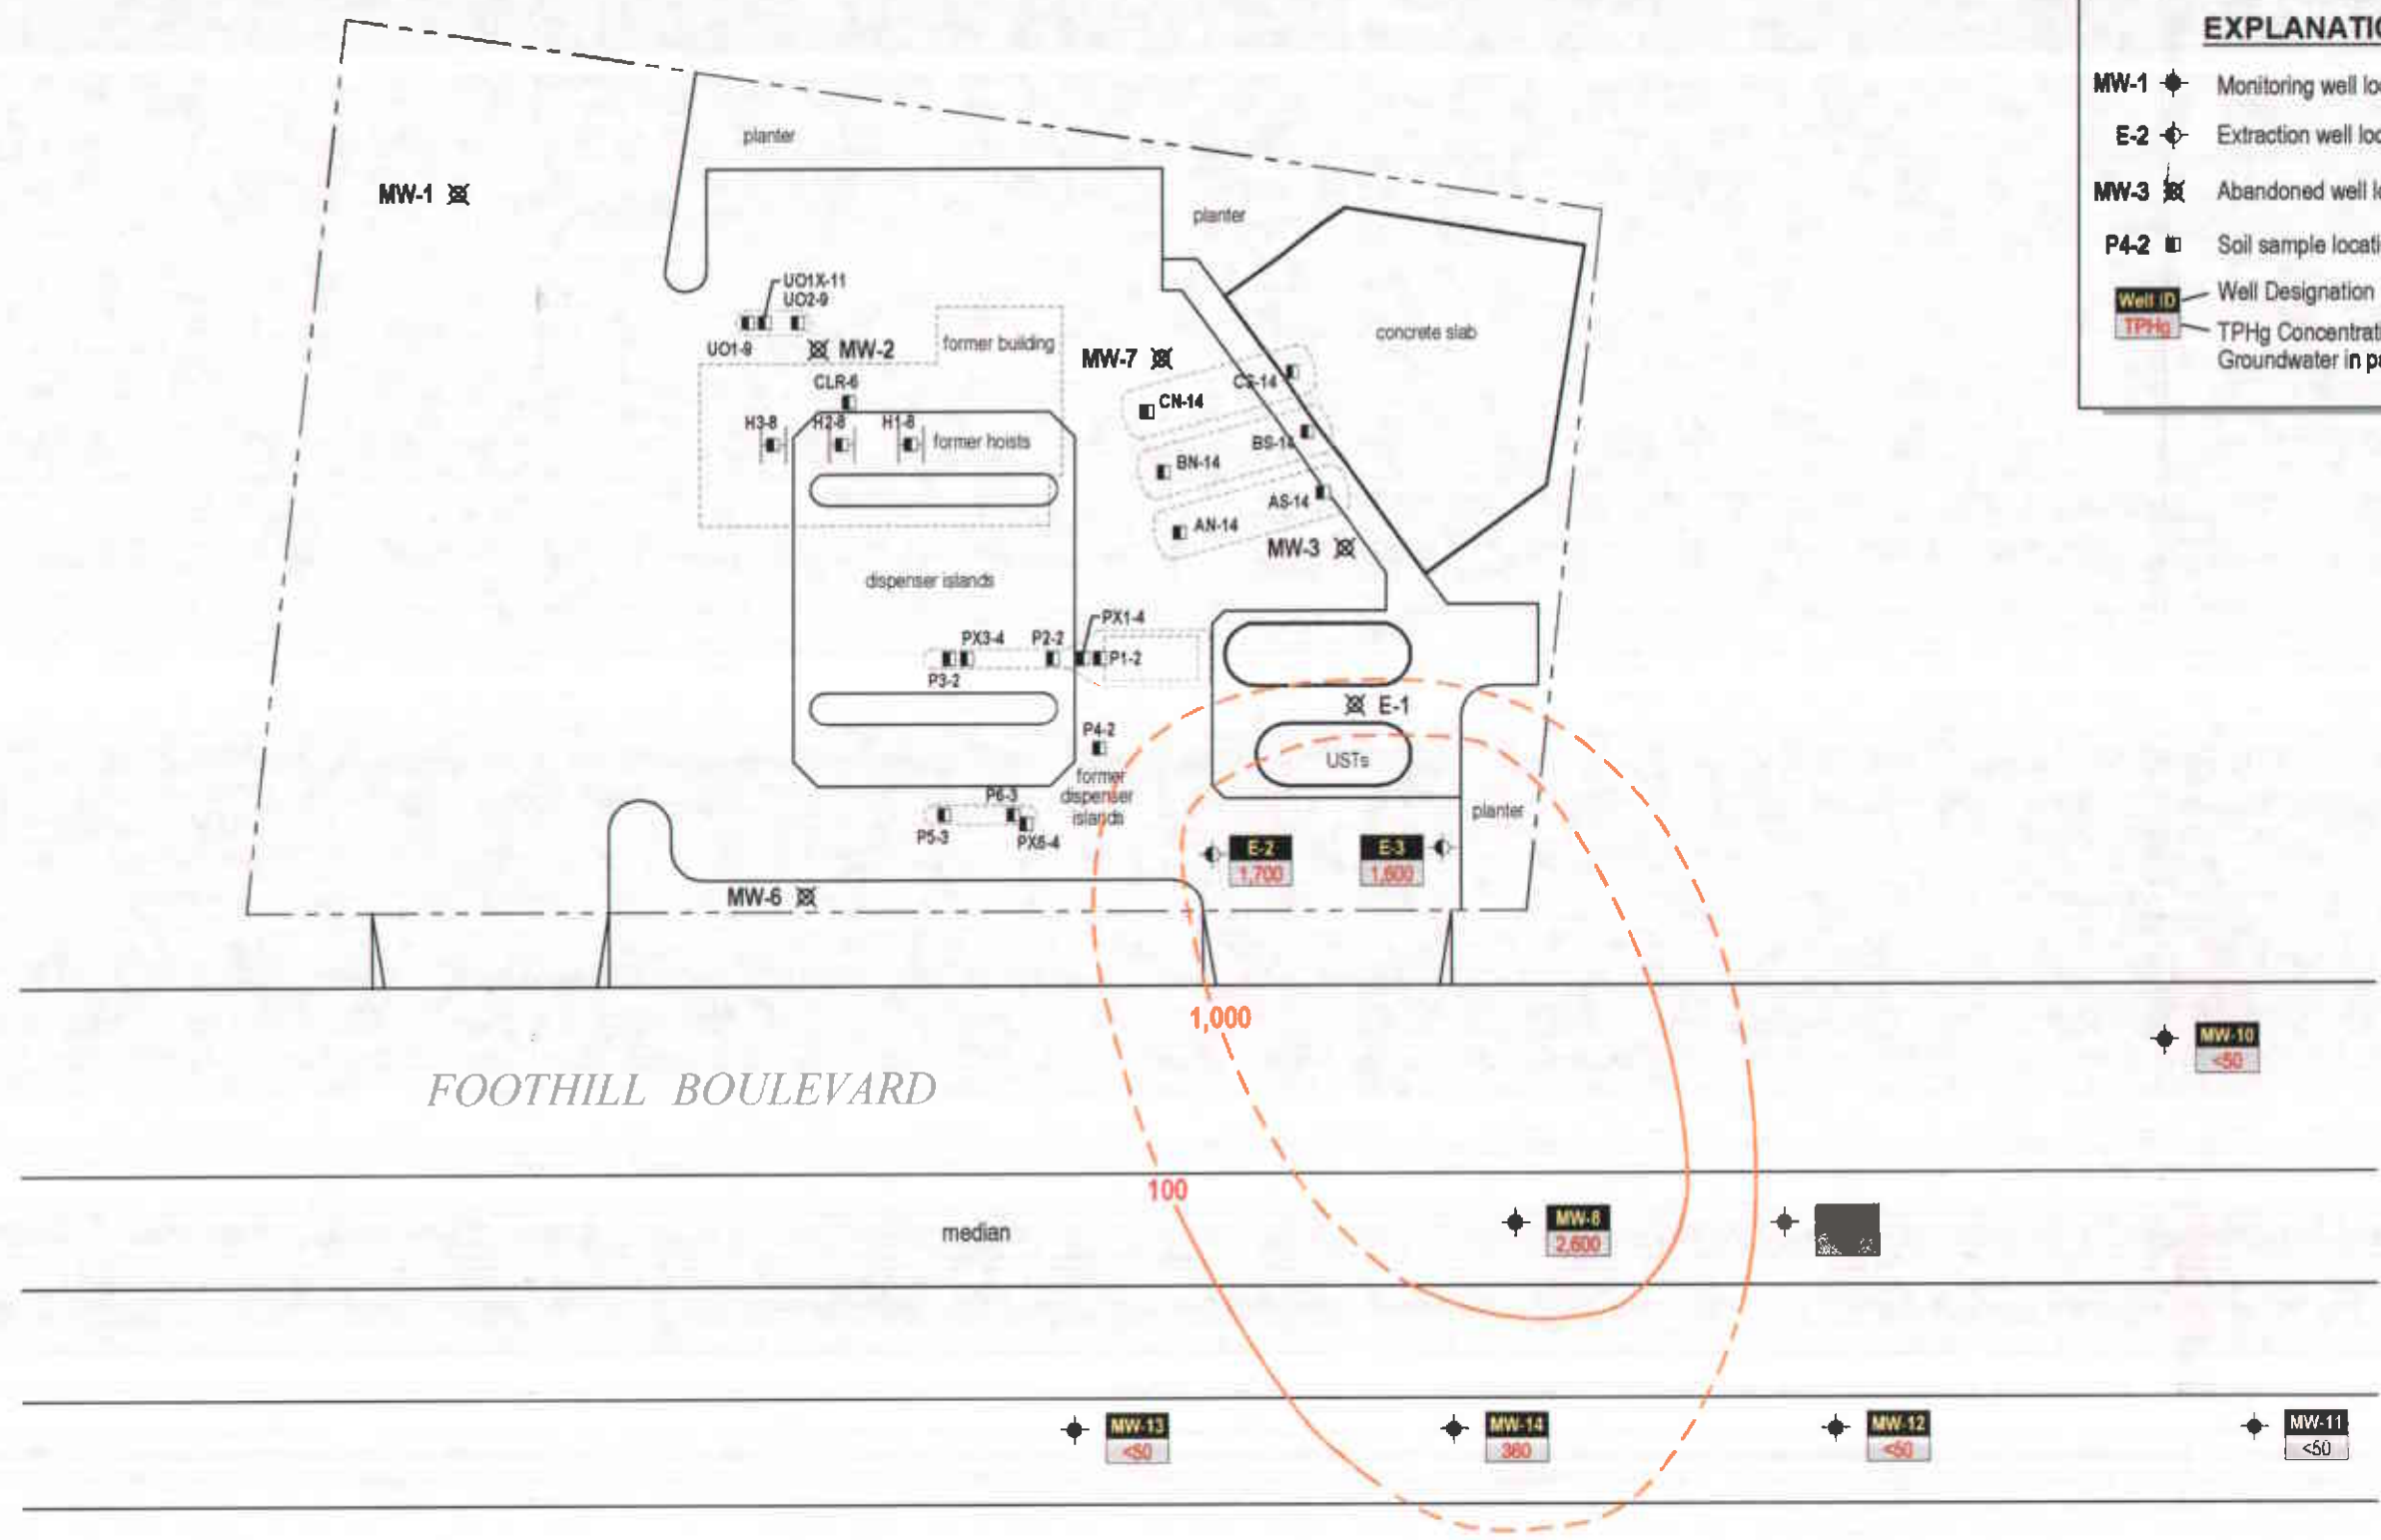 EXPLANATIO
MW-1 Monitoring well lo
E-2 Extraction well loc
MW-3 Abandoned well l
P4-2 Soil sample locati
Well ID Well Designation
TPHg TPHg Concentrati
Groundwater in pa
planter
MW-1
planter
UO1X-11
UO2-9
UO1-9
MW-2
former building
MW-7
concrete slab
CLR-6
CS-14
CN-14
H3-8
H2-8
H1-8
former hoists
BS-14
BN-14
AS-14
AN-14
MW-3
dispenser islands
PX1-4
PX3-4
P2-2
P1-2
P3-2
E-1
P4-2
USTs
former
dispenser
islands
P6-3
P5-3
PX6-4
planter
E-2
1,700
E-3
1,600
MW-6
1,000
MW-10
<50
FOOTHILL BOULEVARD
100
median
MW-8
2,600
MW-13
<50
MW-14
360
MW-12
<50
MW-11
<50